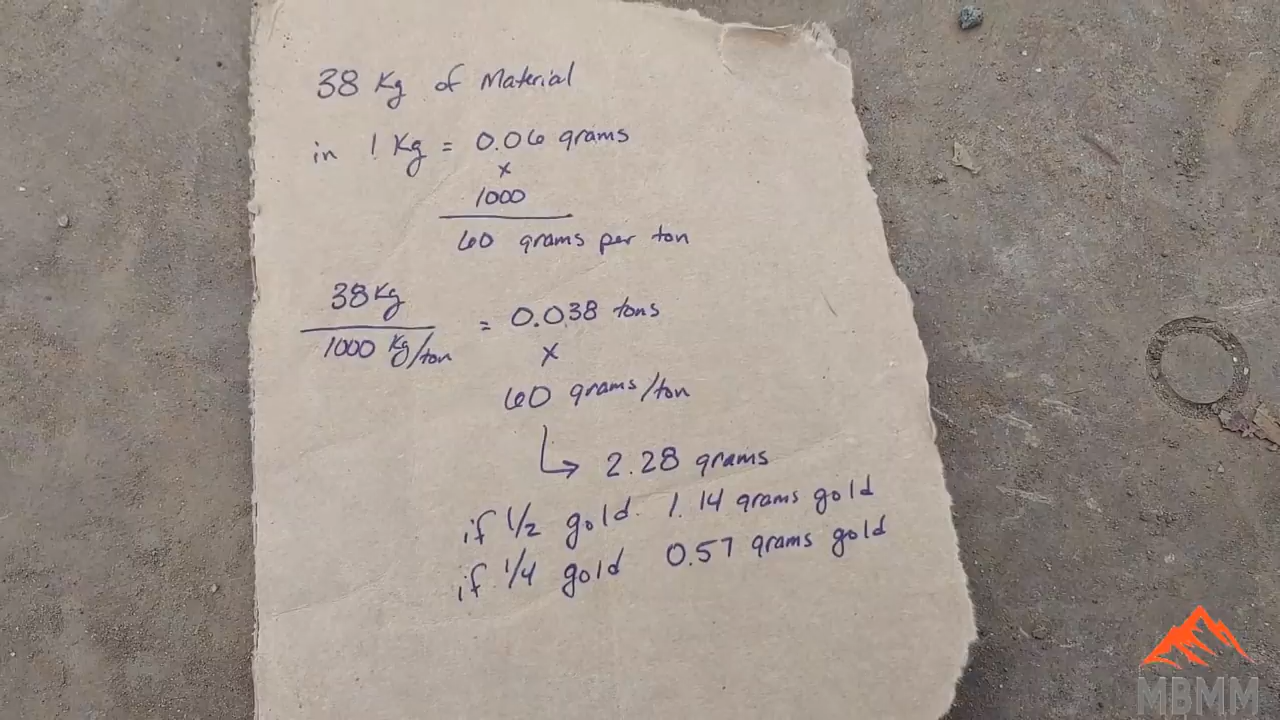 38 Kg of Material
in 1 Kg = 0.06 grams
x
1000
60 grams per ton
38 Kg
1000 Kg/ton
= 0.038 tons
x
60 grams/ton
2.28 grams
if 1/2 gold. 1.14 grams gold
if 1/4 gold 0.57 grams gold
MBMM